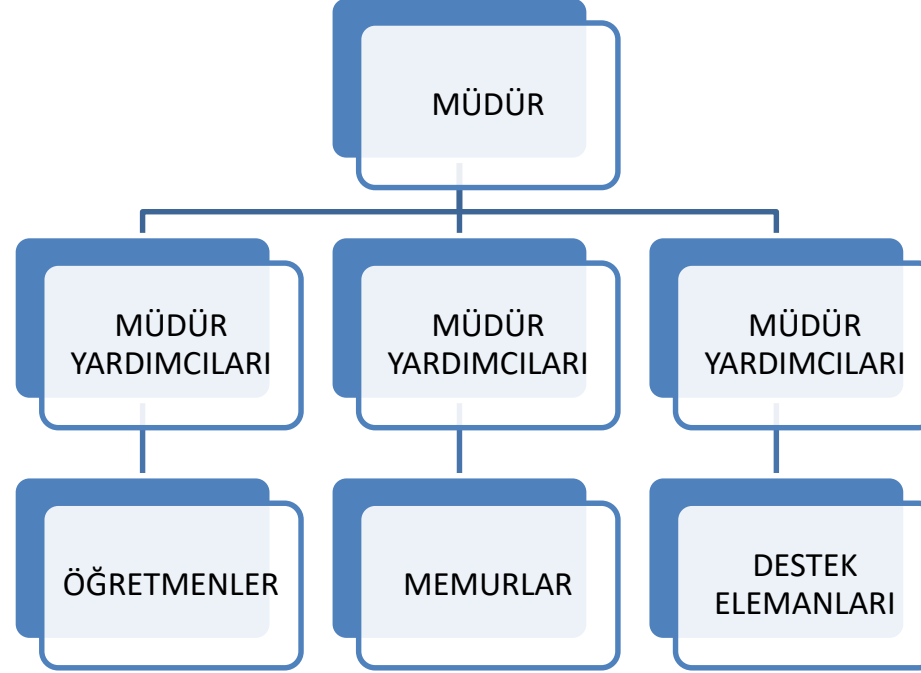 MÜDÜR
MÜDÜR
YARDIMCILARI
MÜDÜR
YARDIMCILARI
MÜDÜR
YARDIMCILARI
ÖĞRETMENLER
MEMURLAR
DESTEK
ELEMANLARI